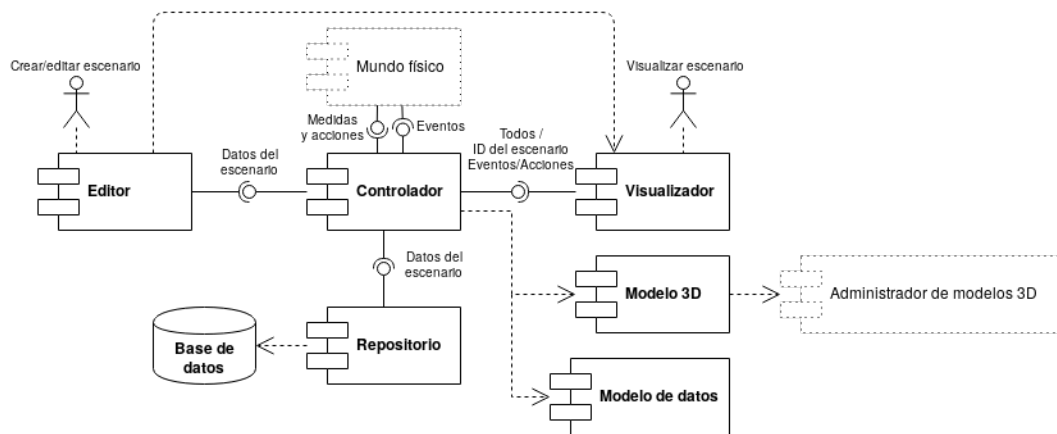 Crear/editar escenario
Mundo físico
Visualizar escenario
Medidas
y acciones
Eventos
Todos /
ID del escenario
Eventos/Acciones
Datos del
escenario
Editor
Controlador
Visualizador
Datos del
escenario
Modelo 3D
Administrador de modelos 3D
Base de
datos
Repositorio
Modelo de datos